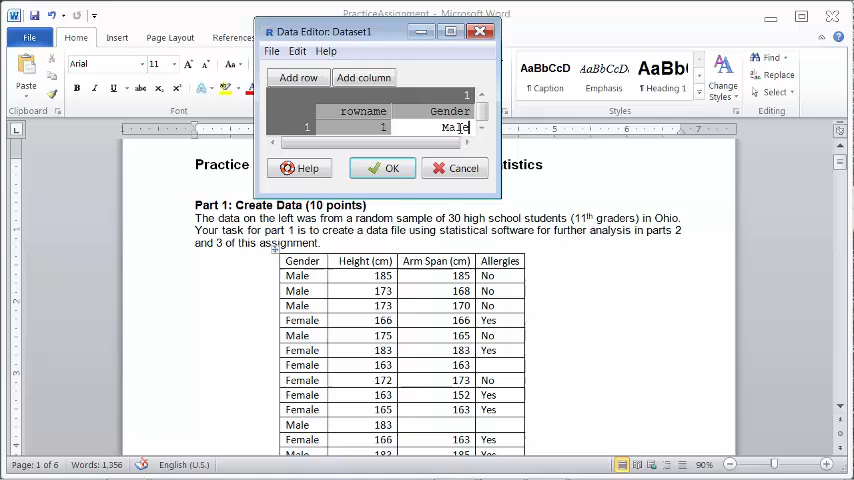 PracticeAssignment - Microsoft Word
File Home Insert
Arial 11
Paste
Clipboard Font
AaBbCcD AaBbCcD AaBb
¶ Caption Emphasis ¶ Heading 1
Find
Replace
Select
Editing
R Data Editor: Dataset1
File Edit Help
Add row Add column
1
rowname Gender
1 1 Male
Help OK Cancel
5 6 7
Practice
tistics
Part 1: Create Data (10 points)
The data on the left was from a random sample of 30 high school students (11th graders) in Ohio.
Your task for part 1 is to create a data file using statistical software for further analysis in parts 2
and 3 of this assignment.
Gender Height (cm) Arm Span (cm) Allergies
Male 185 185 No
Male 173 168 No
Male 173 170 No
Female 166 166 Yes
Male 175 165 No
Female 183 183 Yes
Female 163 163
Female 172 173 No
Female 163 152 Yes
Female 165 163 Yes
Male 183
Female 166 163 Yes
Male 183 185 Yes
Page: 1 of 6 Words: 1,356 English (U.S.) 90%